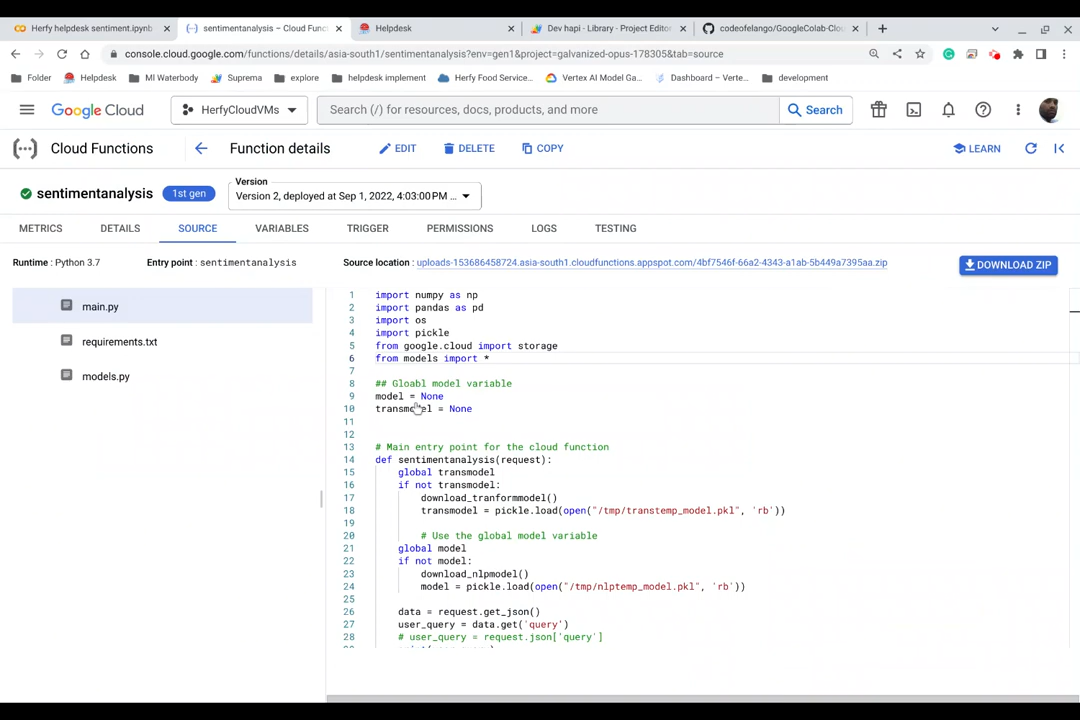 Herfy helpdesk sentiment.ipynb
sentimentanalysis – Cloud Func
Helpdesk
Dev hapi - Library - Project Editor
codeofelango/GoogleColab-Clou
console.cloud.google.com/functions/details/asia-south1/sentimentanalysis?env=gen1&project=galvanized-opus-178305&tab=source
Folder
Helpdesk
MI Waterbody
Suprema
explore
helpdesk implement
Herfy Food Service...
Vertex AI Model Ga...
Dashboard – Verte...
development
Google Cloud
HerfyCloudVMs
Search (/) for resources, docs, products, and more
Search
(···) Cloud Functions
Function details
EDIT
DELETE
COPY
LEARN
sentimentanalysis
1st gen
Version
Version 2, deployed at Sep 1, 2022, 4:03:00 PM ...
METRICS
DETAILS
SOURCE
VARIABLES
TRIGGER
PERMISSIONS
LOGS
TESTING
Runtime : Python 3.7
Entry point : sentimentanalysis
Source location : uploads-153686458724.asia-south1.cloudfunctions.appspot.com/4bf7546f-66a2-4343-a1ab-5b449a7395aa.zip
DOWNLOAD ZIP
main.py
requirements.txt
models.py
1 import numpy as np
2 import pandas as pd
3 import os
4 import pickle
5 from google.cloud import storage
6 from models import *
7
8 ## Gloabl model variable
9 model = None
10 transmodel = None
11
12
13 # Main entry point for the cloud function
14 def sentimentanalysis(request):
15 global transmodel
16 if not transmodel:
17 download_tranformmodel()
18 transmodel = pickle.load(open("/tmp/transtemp_model.pkl", 'rb'))
19
20 # Use the global model variable
21 global model
22 if not model:
23 download_nlpmodel()
24 model = pickle.load(open("/tmp/nlptemp_model.pkl", 'rb'))
25
26 data = request.get_json()
27 user_query = data.get('query')
28 # user_query = request.json['query']